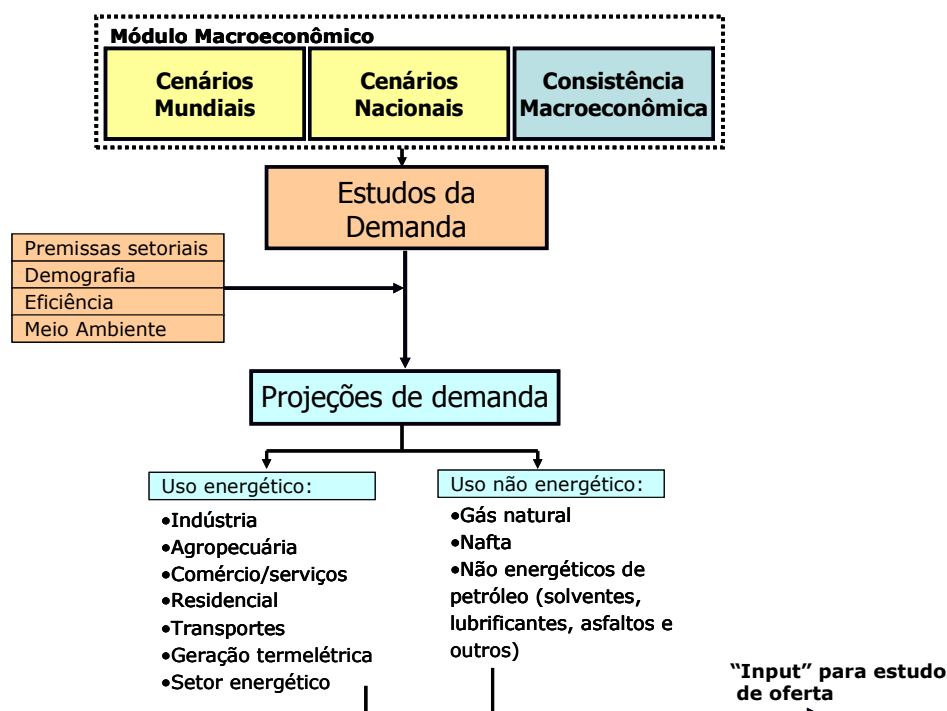 Módulo Macroeconômico
Cenários
Mundiais
Cenários
Nacionais
Consistência
Macroeconômica
Estudos da
Demanda
Premissas setoriais
Demografia
Eficiência
Meio Ambiente
Projeções de demanda
Uso energético:
•Indústria
•Agropecuária
•Comércio/serviços
•Residencial
•Transportes
•Geração termelétrica
•Setor energético
Uso não energético:
•Gás natural
•Nafta
•Não energéticos de
petróleo (solventes,
lubrificantes, asfaltos e
outros)
“Input” para estudo
de oferta